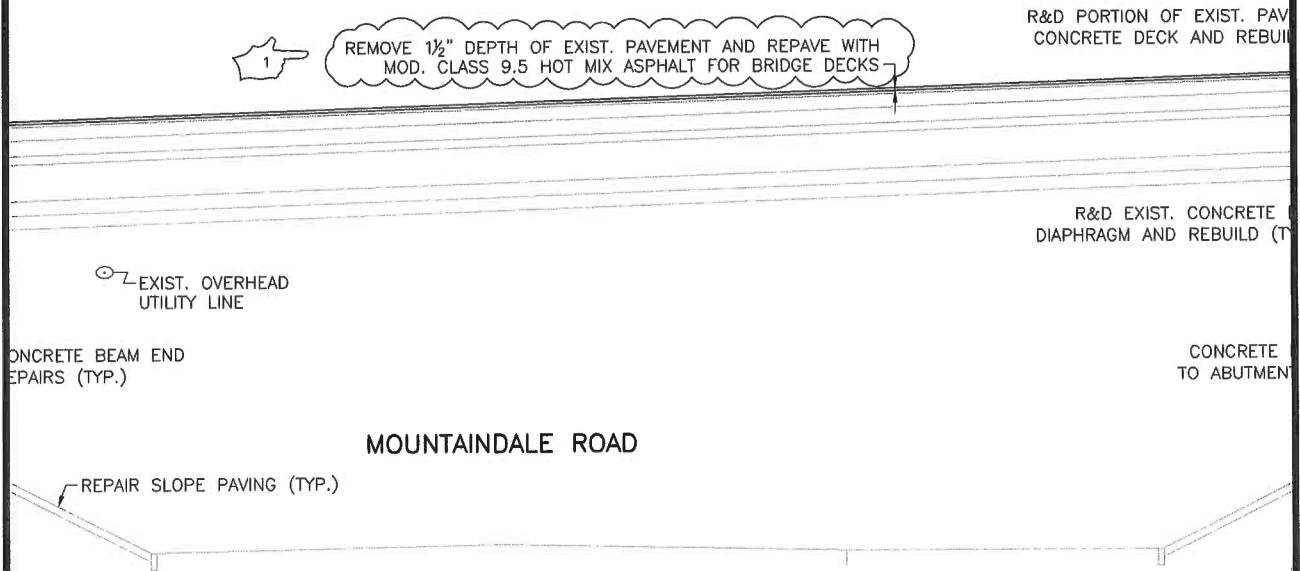 R&D PORTION OF EXIST.
CONCRETE DECK AND
1
REMOVE 1½" DEPTH OF EXIST. PAVEMENT AND REPAVE WITH
MOD. CLASS 9.5 HOT MIX ASPHALT FOR BRIDGE DECKS
R&D EXIST. CONCRETE
DIAPHRAGM AND REBUILD
EXIST. OVERHEAD
UTILITY LINE
BEAM END
(TYP.)
CONCRETE
TO
MOUNTAINDALE ROAD
REPAIR SLOPE PAVING (TYP.)